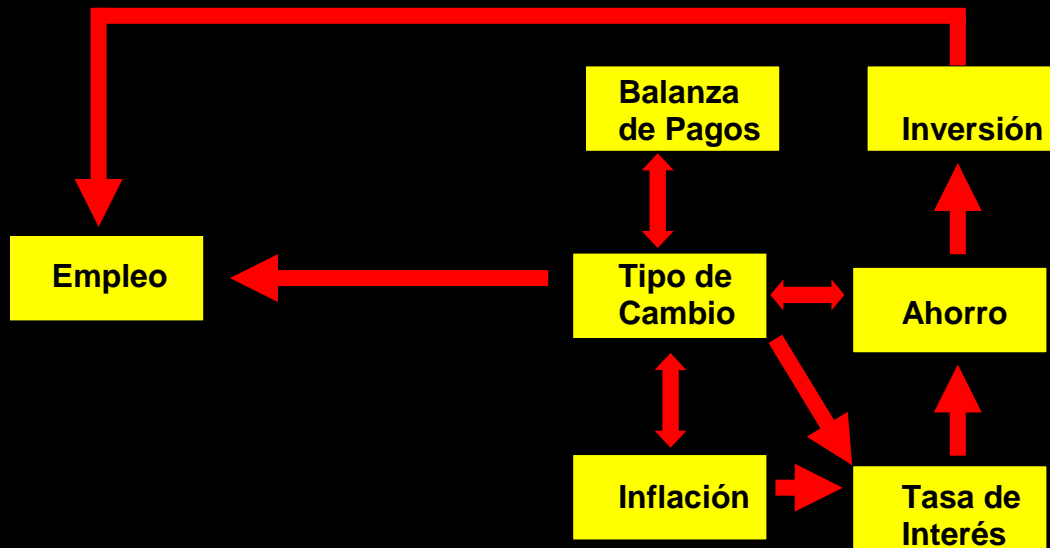 Balanza
de Pagos
Inversión
Empleo
Tipo de
Cambio
Ahorro
Inflación
Tasa de
Interés